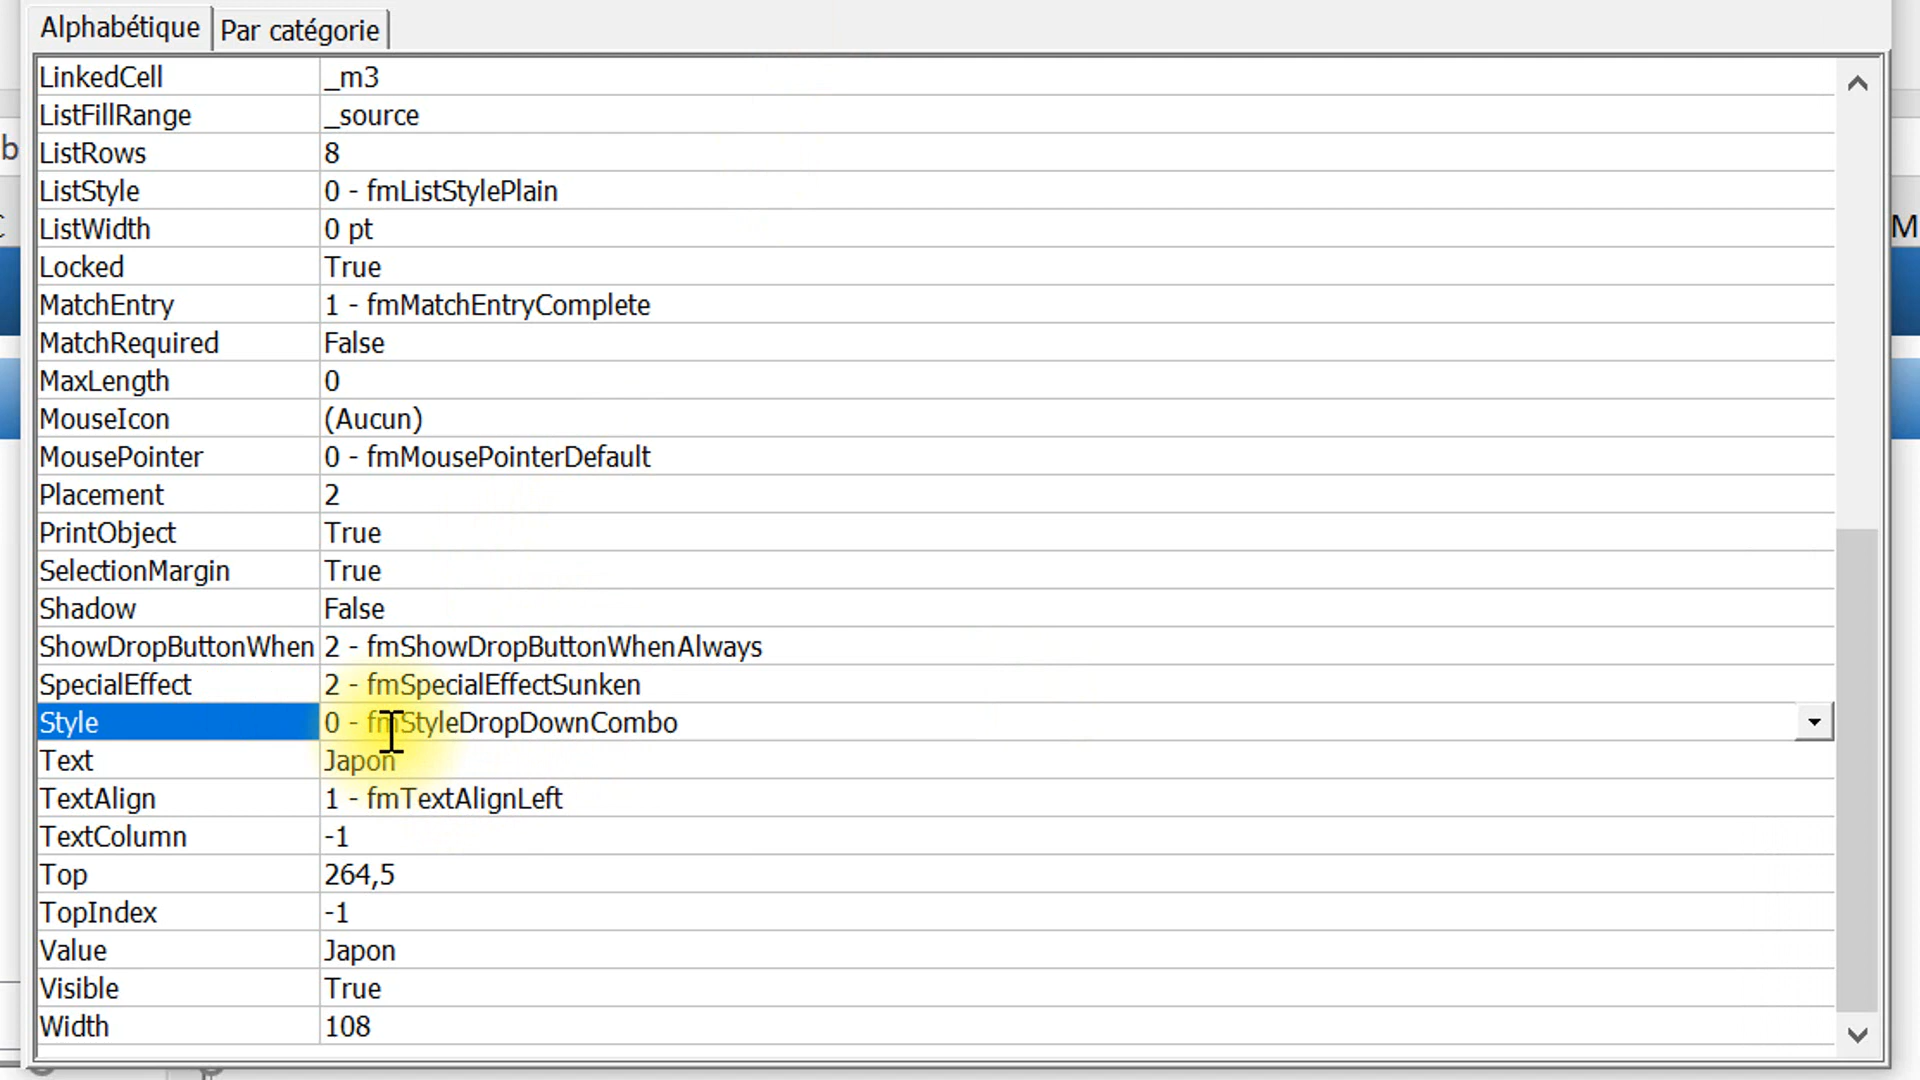 Alphabétique Par catégorie
LinkedCell _m3
ListFillRange _source
ListRows 8
ListStyle 0 - fmListStylePlain
ListWidth 0 pt
Locked True
MatchEntry 1 - fmMatchEntryComplete
MatchRequired False
MaxLength 0
MouseIcon (Aucun)
MousePointer 0 - fmMousePointerDefault
Placement 2
PrintObject True
SelectionMargin True
Shadow False
ShowDropButtonWhen 2 - fmShowDropButtonWhenAlways
SpecialEffect 2 - fmSpecialEffectSunken
Style 0 - fmStyleDropDownCombo
Text Japon
TextAlign 1 - fmTextAlignLeft
TextColumn -1
Top 264,5
TopIndex -1
Value Japon
Visible True
Width 108
b
M